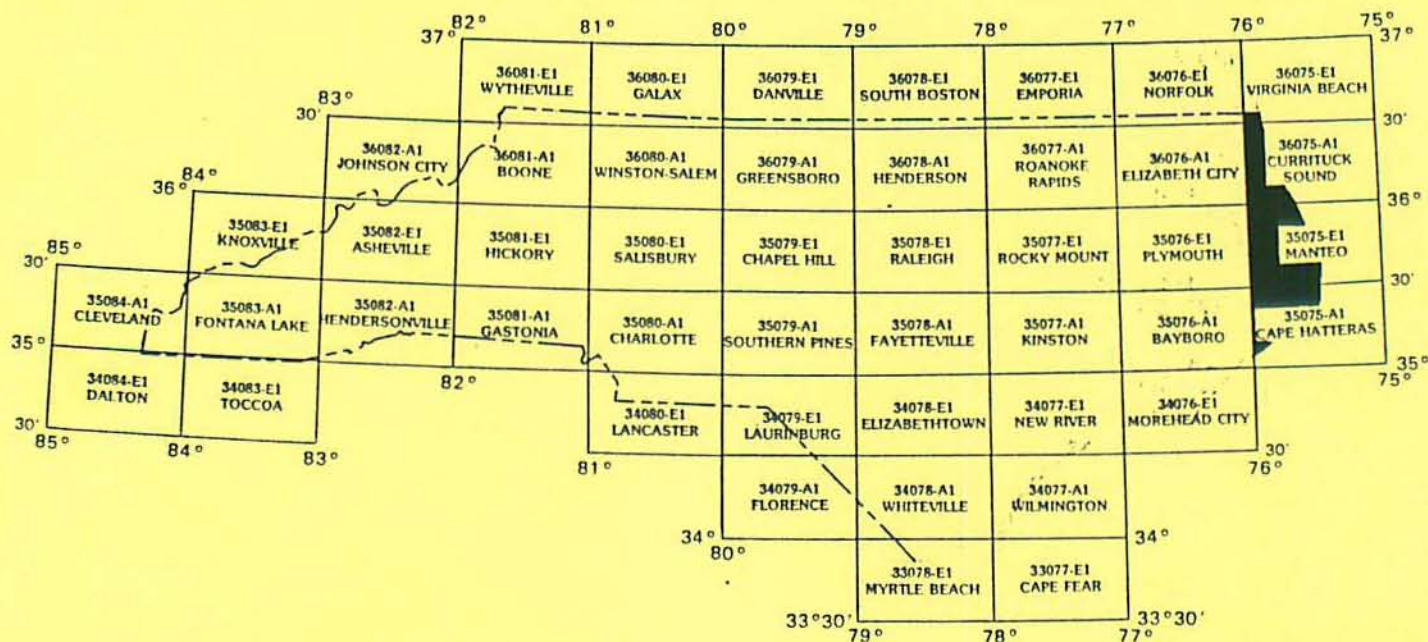 82° 81° 80° 79° 78° 77° 76° 75°
37° 37°
36081-E1 36080-E1 36079-E1 36078-E1 36077-E1 36076-E1 36075-E1
WYTHEVILLE GALAX DANVILLE SOUTH BOSTON EMPORIA NORFOLK VIRGINIA BEACH
83°
30' 30'
36082-A1 36081-A1 36080-A1 36079-A1 36078-A1 36077-A1 36076-A1 36075-A1
JOHNSON CITY BOONE WINSTON-SALEM GREENSBORO HENDERSON ROANOKE RAPIDS ELIZABETH CITY CURRITUCK SOUND
84°
36° 36°
35083-E1 35082-E1 35081-E1 35080-E1 35079-E1 35078-E1 35077-E1 35076-E1 35075-E1
KNOXVILLE ASHEVILLE HICKORY SALISBURY CHAPEL HILL RALEIGH ROCKY MOUNT PLYMOUTH MANTEO
85°
30' 30'
35084-A1 35083-A1 35082-A1 35081-A1 35080-A1 35079-A1 35078-A1 35077-A1 35076-A1 35075-A1
CLEVELAND FONTANA LAKE HENDERSONVILLE GASTONIA CHARLOTTE SOUTHERN PINES FAYETTEVILLE KINSTON BAYBORO CAPE HATTERAS
35° 82° 35°
75°
34084-E1 34083-E1 34080-E1 34079-E1 34078-E1 34077-E1 34076-E1
DALTON TOCCOA LANCASTER LAURINBURG ELIZABETHTOWN NEW RIVER MOREHEAD CITY
30' 30'
85° 84° 83° 81° 76°
34079-A1 34078-A1 34077-A1
FLORENCE WHITEVILLE WILMINGTON
34° 34°
80°
33078-E1 33077-E1
MYRTLE BEACH CAPE FEAR
33°30' 33°30'
79° 78° 77°